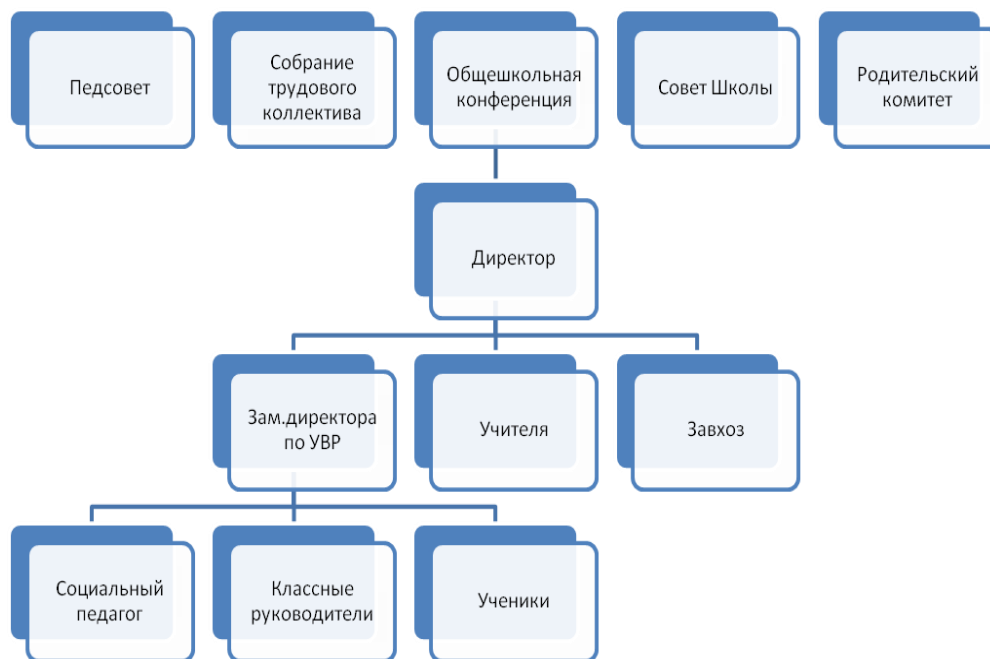 Педсовет
Собрание
трудового
коллектива
Общешкольная
конференция
Совет Школы
Родительский
комитет
Директор
Зам.директора
по УВР
Учителя
Завхоз
Социальный
педагог
Классные
руководители
Ученики